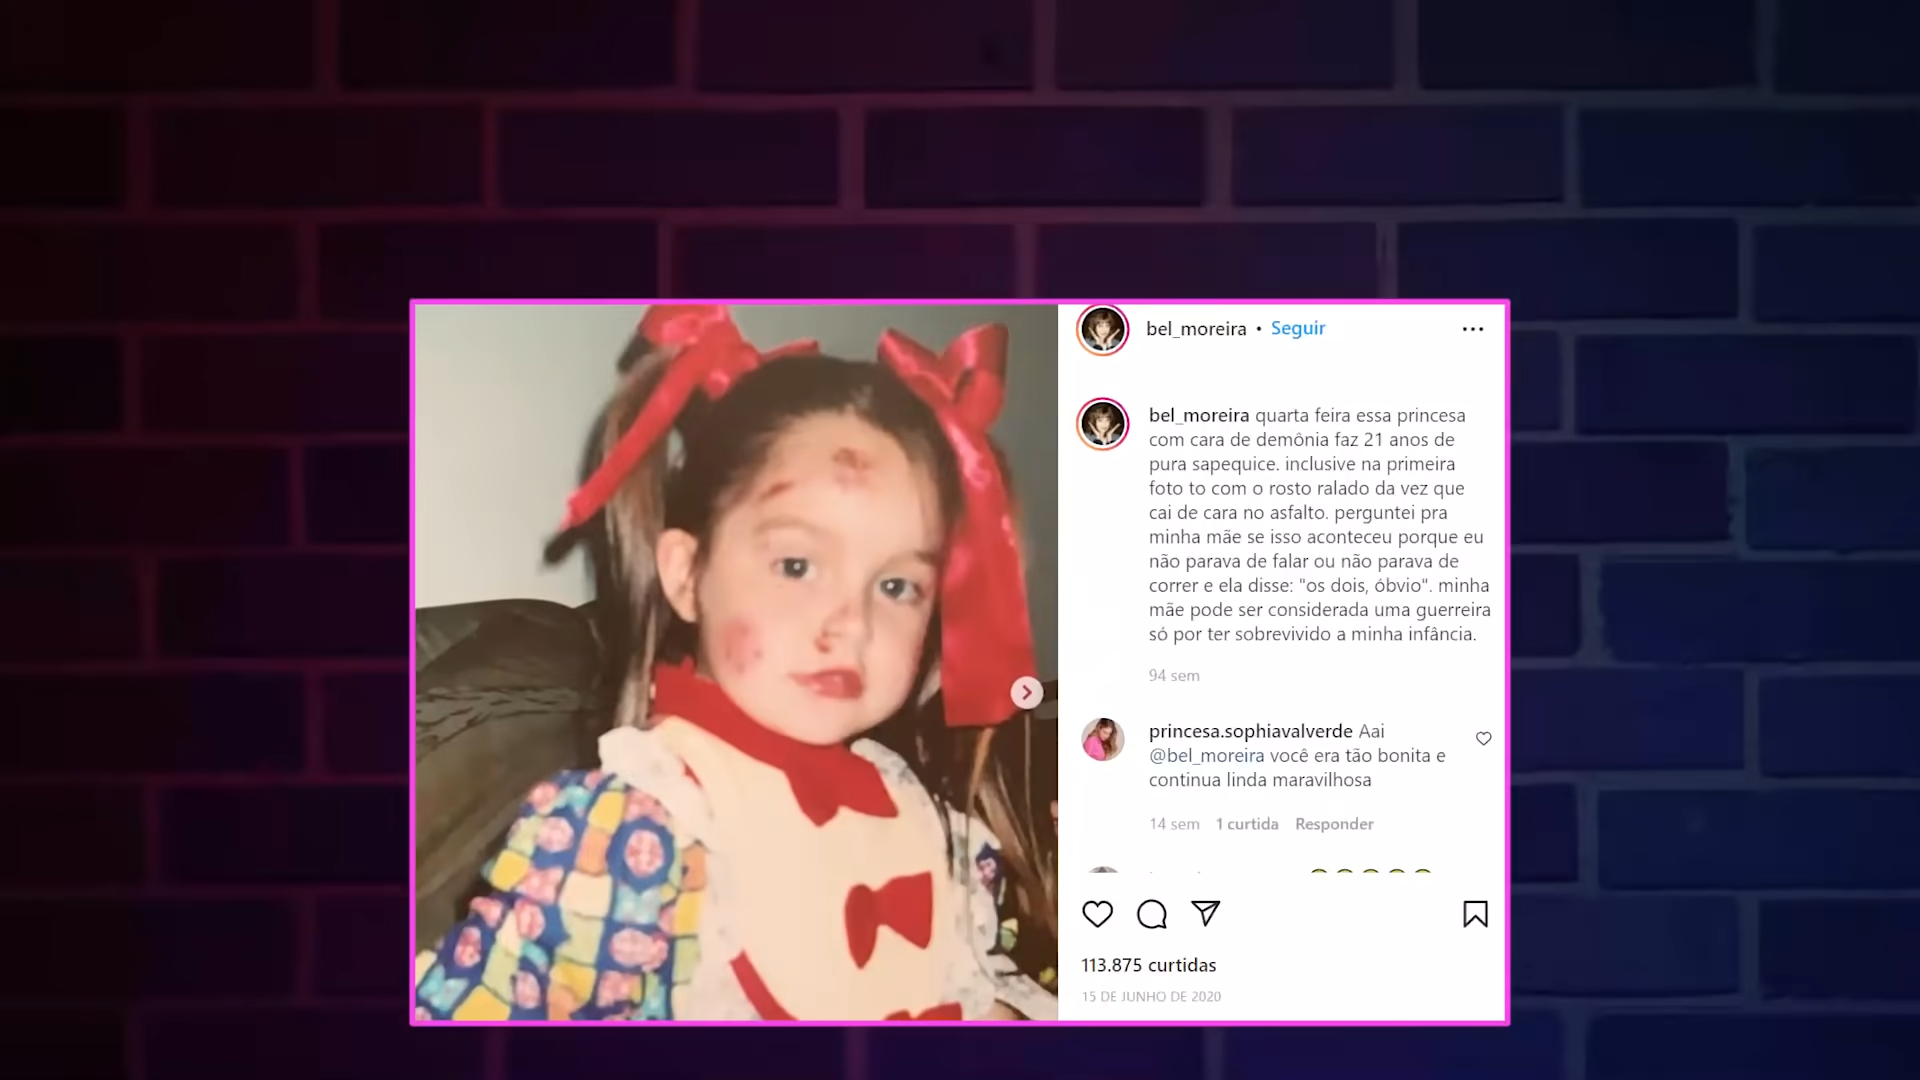 bel_moreira • Seguir
bel_moreira quarta feira essa princesa
com cara de demônia faz 21 anos de
pura sapequice. inclusive na primeira
foto to com o rosto ralado da vez que
cai de cara no asfalto. perguntei pra
minha mãe se isso aconteceu porque eu
não parava de falar ou não parava de
correr e ela disse: "os dois, óbvio". minha
mãe pode ser considerada uma guerreira
só por ter sobrevivido a minha infância.
94 sem
princesa.sophiavalverde Aai
@bel_moreira você era tão bonita e
continua linda maravilhosa
14 sem 1 curtida Responder
113.875 curtidas
15 DE JUNHO DE 2020